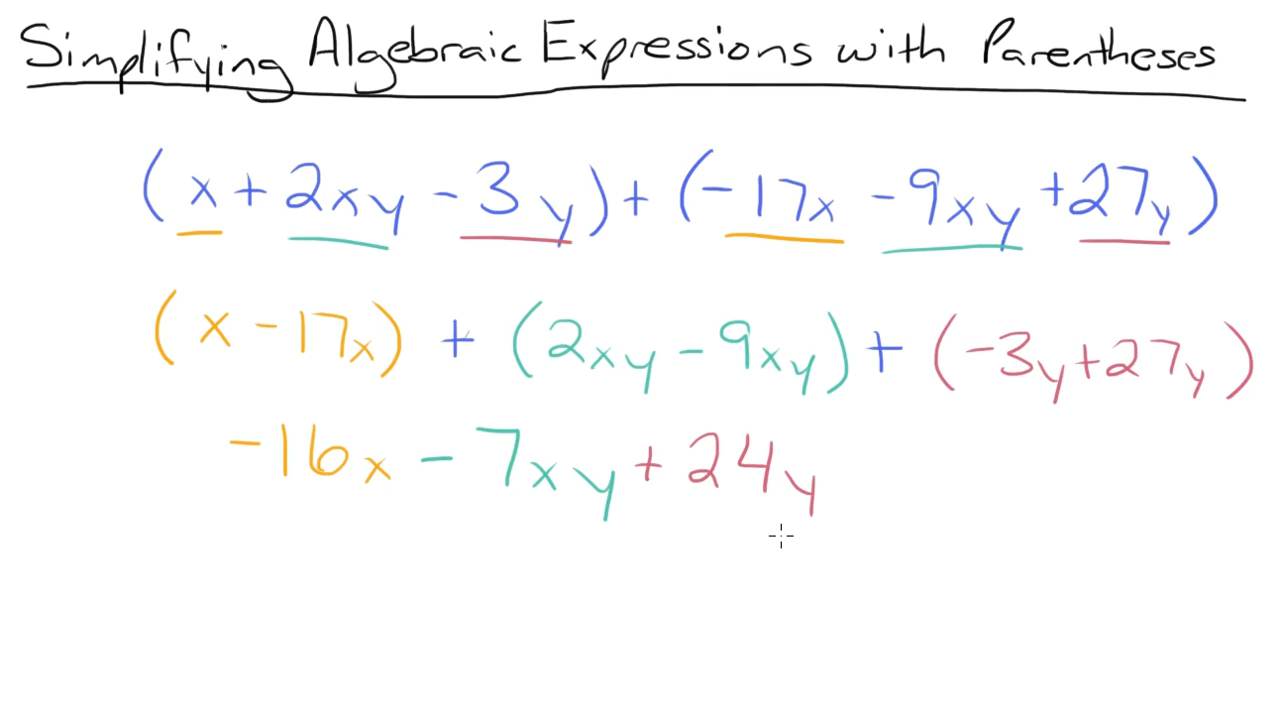 Simplifying Algebraic Expressions with Parentheses
(x + 2xy - 3y) + (-17x - 9xy + 27y)
(x - 17x) + (2xy - 9xy) + (-3y + 27y)
-16x - 7xy + 24y